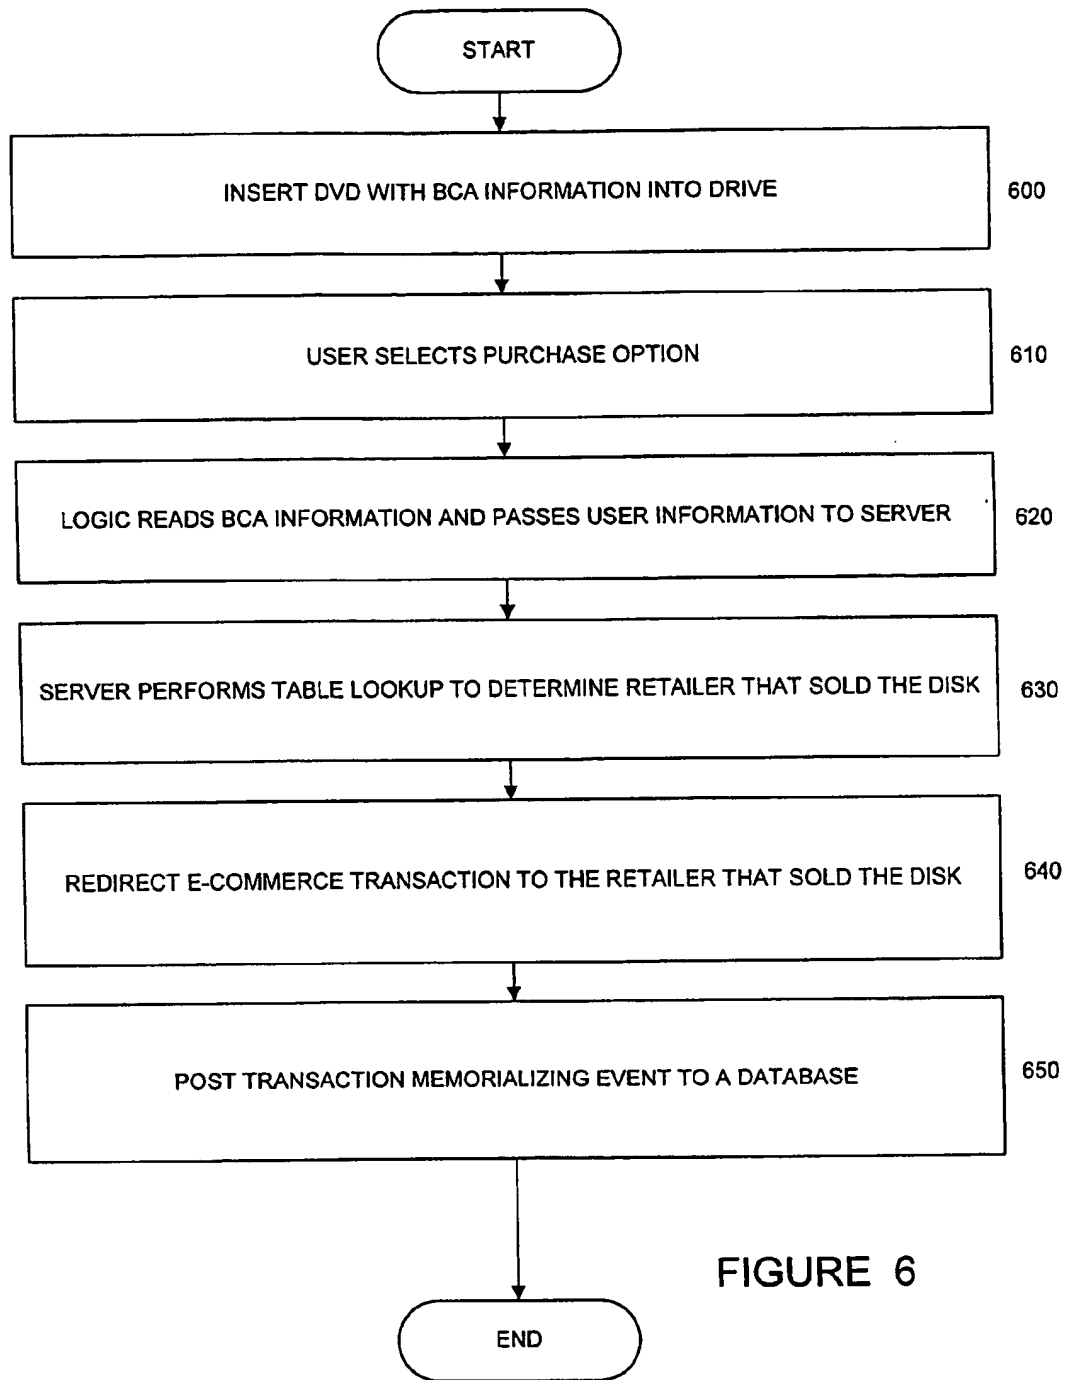 START
INSERT DVD WITH BCA INFORMATION INTO DRIVE
600
USER SELECTS PURCHASE OPTION
610
LOGIC READS BCA INFORMATION AND PASSES USER INFORMATION TO SERVER
620
SERVER PERFORMS TABLE LOOKUP TO DETERMINE RETAILER THAT SOLD THE DISK
630
REDIRECT E-COMMERCE TRANSACTION TO THE RETAILER THAT SOLD THE DISK
640
POST TRANSACTION MEMORIALIZING EVENT TO A DATABASE
650
FIGURE 6
END